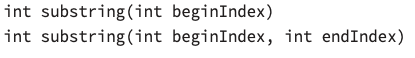 int substring(int beginIndex)
int substring(int beginIndex, int endIndex)